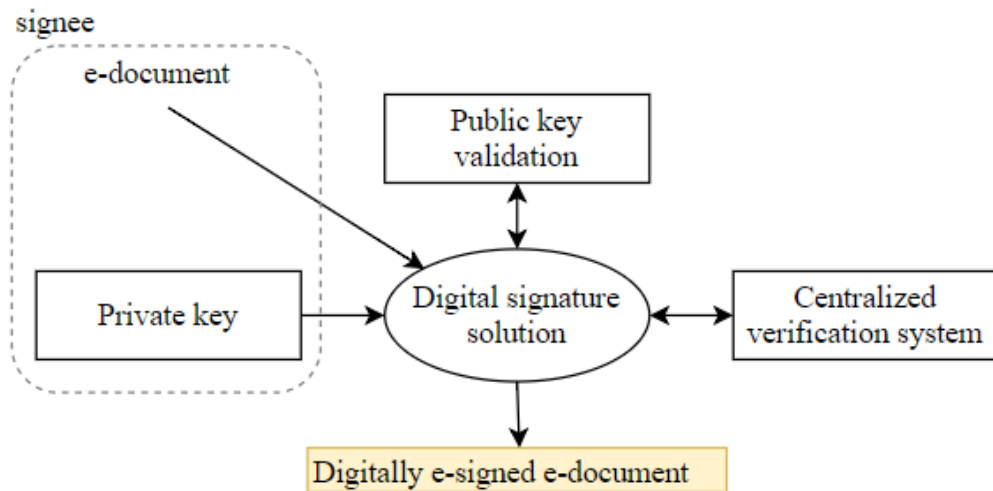 signee
e-document
Public key
validation
Private key
Digital signature
solution
Centralized
verification system
Digitally e-signed e-document